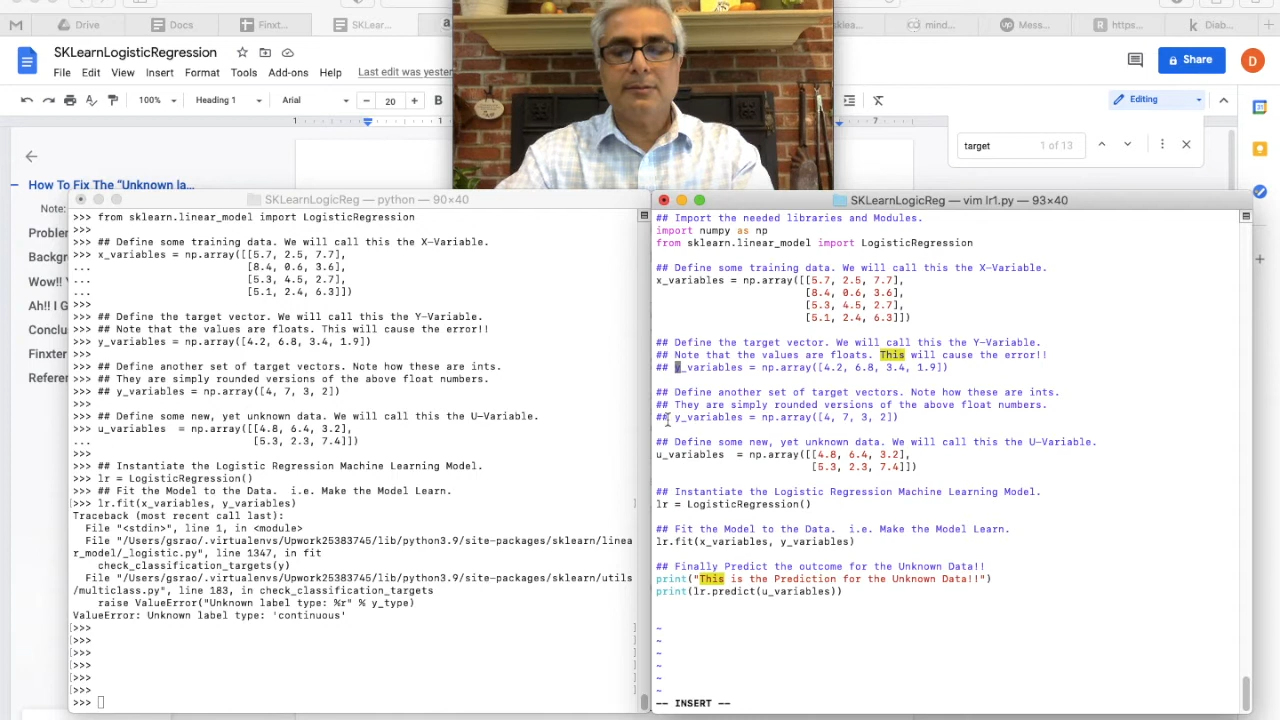 Drive
Docs
Finxt...
SKLear...
a
klea...
mind...
Mess...
https...
Diab...
SKLearnLogisticRegression
File Edit View Insert Format Tools Add-ons Help
Share
D
100%
Heading 1
Arial
20
B
Editing
1
1
7
target
1 of 13
How To Fix The “Unknown la...
Note:
Conclu
Finxter
SKLearnLogicReg — python — 90×40
>>> from sklearn.linear_model import LogisticRegression
>>>
>>> ## Define some training data. We will call this the X-Variable.
>>> x_variables = np.array([[5.7, 2.5, 7.7],
... [8.4, 0.6, 3.6],
... [5.3, 4.5, 2.7],
... [5.1, 2.4, 6.3]])
>>>
>>> ## Define the target vector. We will call this the Y-Variable.
>>> ## Note that the values are floats. This will cause the error!!
>>> y_variables = np.array([4.2, 6.8, 3.4, 1.9])
>>>
>>> ## Define another set of target vectors. Note how these are ints.
>>> ## They are simply rounded versions of the above float numbers.
>>> ## y_variables = np.array([4, 7, 3, 2])
>>>
>>> ## Define some new, yet unknown data. We will call this the U-Variable.
>>> u_variables  = np.array([[4.8, 6.4, 3.2],
... [5.3, 2.3, 7.4]])
>>>
>>> ## Instantiate the Logistic Regression Machine Learning Model.
>>> lr = LogisticRegression()
>>> ## Fit the Model to the Data.  i.e. Make the Model Learn.
[>>> lr.fit(x_variables, y_variables) ]
Traceback (most recent call last):
File "<stdin>", line 1, in <module>
File "/Users/gsrao/.virtualenvs/Upwork25383745/lib/python3.9/site-packages/sklearn/linea
r_model/_logistic.py", line 1347, in fit
check_classification_targets(y)
File "/Users/gsrao/.virtualenvs/Upwork25383745/lib/python3.9/site-packages/sklearn/utils
/multiclass.py", line 183, in check_classification_targets
raise ValueError("Unknown label type: %r" % y_type)
ValueError: Unknown label type: 'continuous'
[>>> ]
[>>> ]
[>>> ]
[>>> ]
[>>> ]
[>>> ]
>>>
SKLearnLogicReg — vim lr1.py — 93×40
## Import the needed libraries and Modules.
import numpy as np
from sklearn.linear_model import LogisticRegression
## Define some training data. We will call this the X-Variable.
x_variables = np.array([[5.7, 2.5, 7.7],
[8.4, 0.6, 3.6],
[5.3, 4.5, 2.7],
[5.1, 2.4, 6.3]])
## Define the target vector. We will call this the Y-Variable.
## Note that the values are floats. This will cause the error!!
## y_variables = np.array([4.2, 6.8, 3.4, 1.9])
## Define another set of target vectors. Note how these are ints.
## They are simply rounded versions of the above float numbers.
## y_variables = np.array([4, 7, 3, 2])
## Define some new, yet unknown data. We will call this the U-Variable.
u_variables  = np.array([[4.8, 6.4, 3.2],
[5.3, 2.3, 7.4]])
## Instantiate the Logistic Regression Machine Learning Model.
lr = LogisticRegression()
## Fit the Model to the Data.  i.e. Make the Model Learn.
lr.fit(x_variables, y_variables)
## Finally Predict the outcome for the Unknown Data!!
print("This is the Prediction for the Unknown Data!!")
print(lr.predict(u_variables))
~
~
~
~
~
~
-- INSERT --